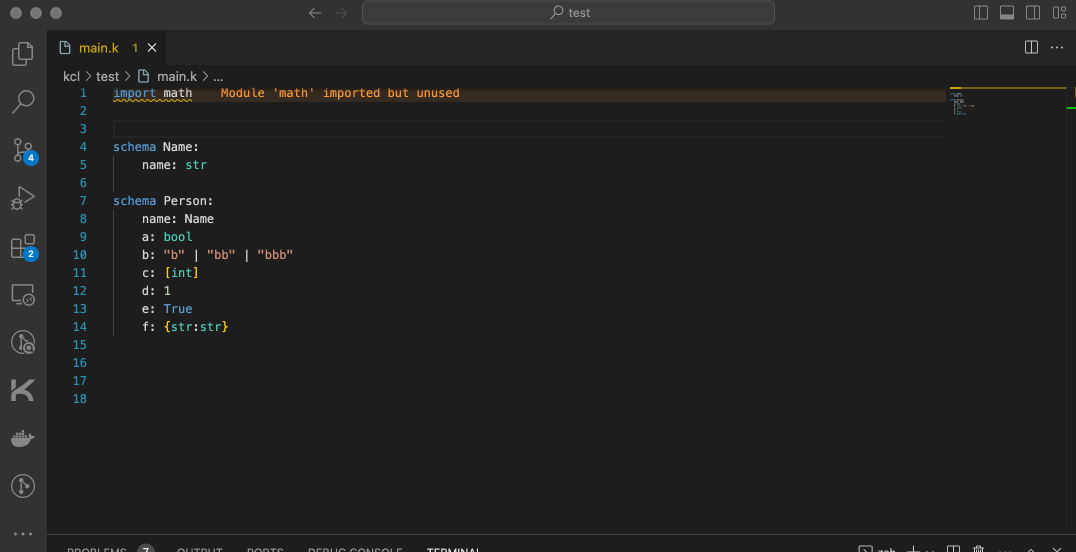 test
main.k 1
kcl > test > main.k > ...
1 import math Module 'math' imported but unused
2
3
4 schema Name:
5 name: str
6
7 schema Person:
8 name: Name
9 a: bool
10 b: "b" | "bb" | "bbb"
11 c: [int]
12 d: 1
13 e: True
14 f: {str:str}
15
16
17
18
4
2
PROBLEMS 7 OUTPUT PORTS DEBUG CONSOLE TERMINAL zsh